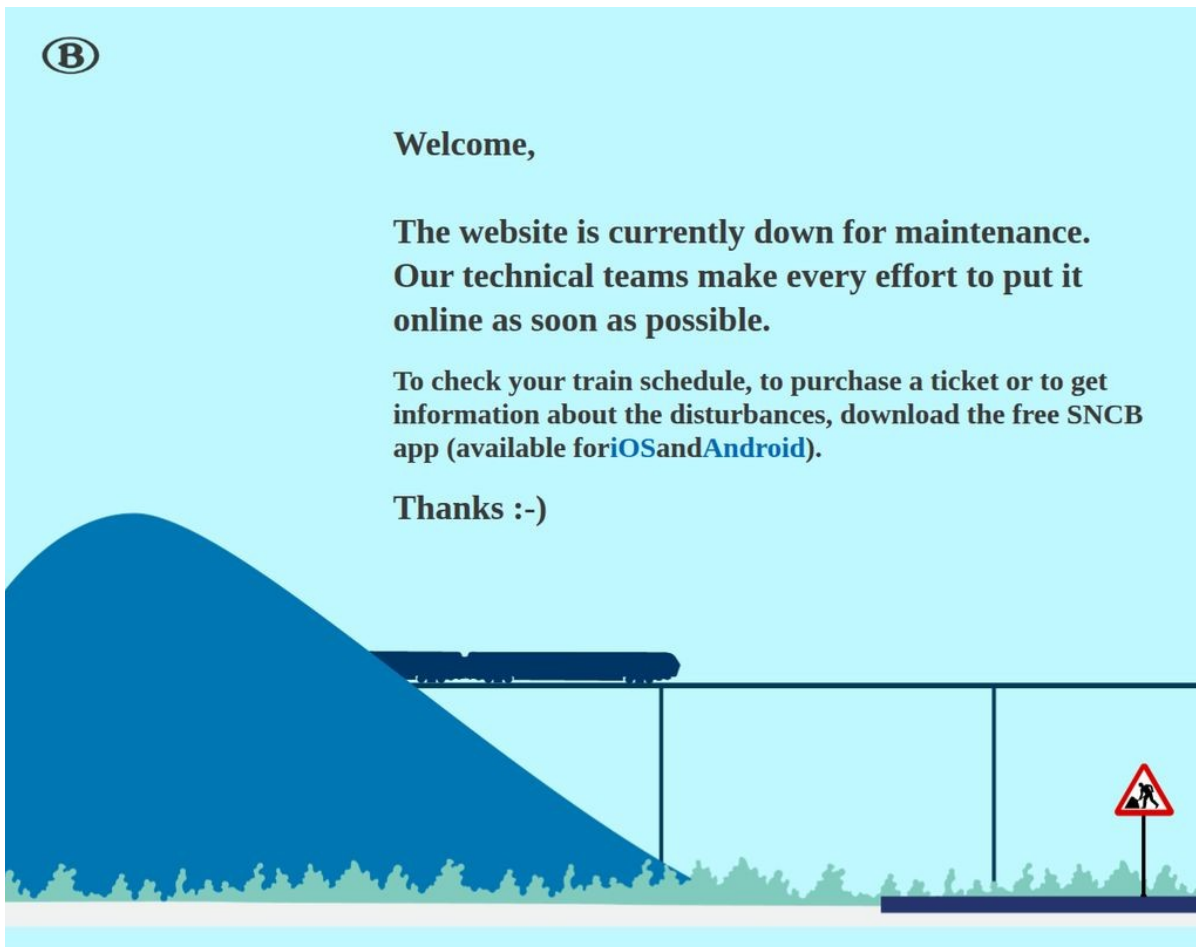 B
Welcome,
The website is currently down for maintenance.
Our technical teams make every effort to put it
online as soon as possible.
To check your train schedule, to purchase a ticket or to get
information about the disturbances, download the free SNCB
app (available foriOSandAndroid).
Thanks :-)